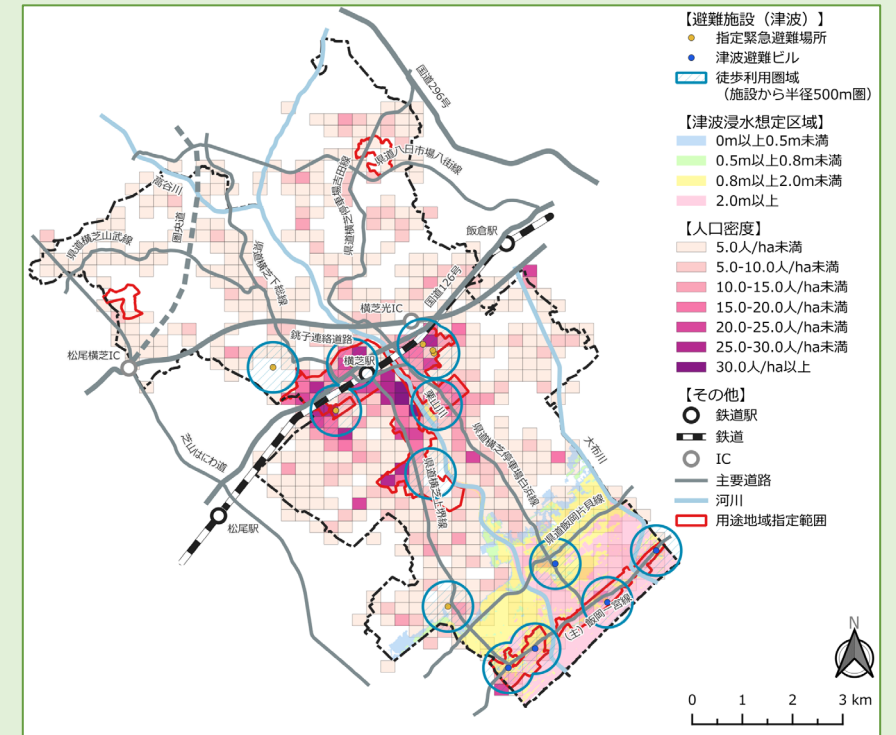 【避難施設（津波）】
指定緊急避難場所
津波避難ビル
徒歩利用圏域
（施設から半径500m圏）
【津波浸水想定区域】
0m以上0.5m未満
0.5m以上0.8m未満
0.8m以上2.0m未満
2.0m以上
【人口密度】
5.0人/ha未満
5.0-10.0人/ha未満
10.0-15.0人/ha未満
15.0-20.0人/ha未満
20.0-25.0人/ha未満
25.0-30.0人/ha未満
30.0人/ha以上
【その他】
鉄道駅
鉄道
IC
主要道路
河川
用途地域指定範囲
国道296号
県道八日市場八街線
県道横芝停車場吉田線
高谷川
圏央道
県道横芝山武線
県道横芝下総線
飯倉駅
国道126号
横芝光IC
銚子連絡道路
横芝駅
松尾横芝IC
栗山川
芝山はにわ道
県道横芝停車場白浜線
県道横芝上堺線
大布川
県道飯岡片貝線
松尾駅
（主）飯岡一宮線
N
0 1 2 3 km